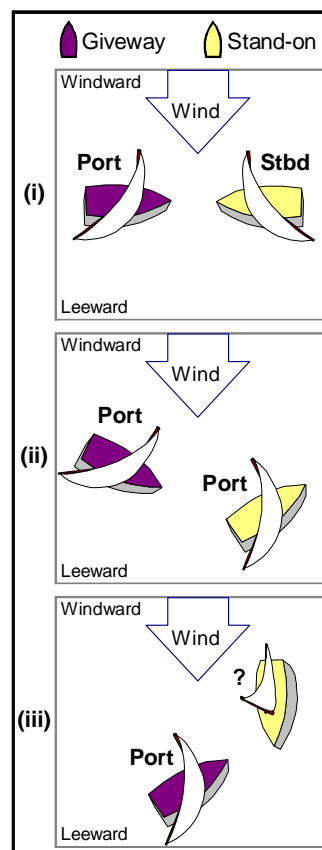 Giveway Stand-on
Windward
Wind
Port Stbd
(i)
Leeward
Windward
Wind
Port
(ii)
Port
Leeward
Windward
Wind
?
(iii)
Port
Leeward